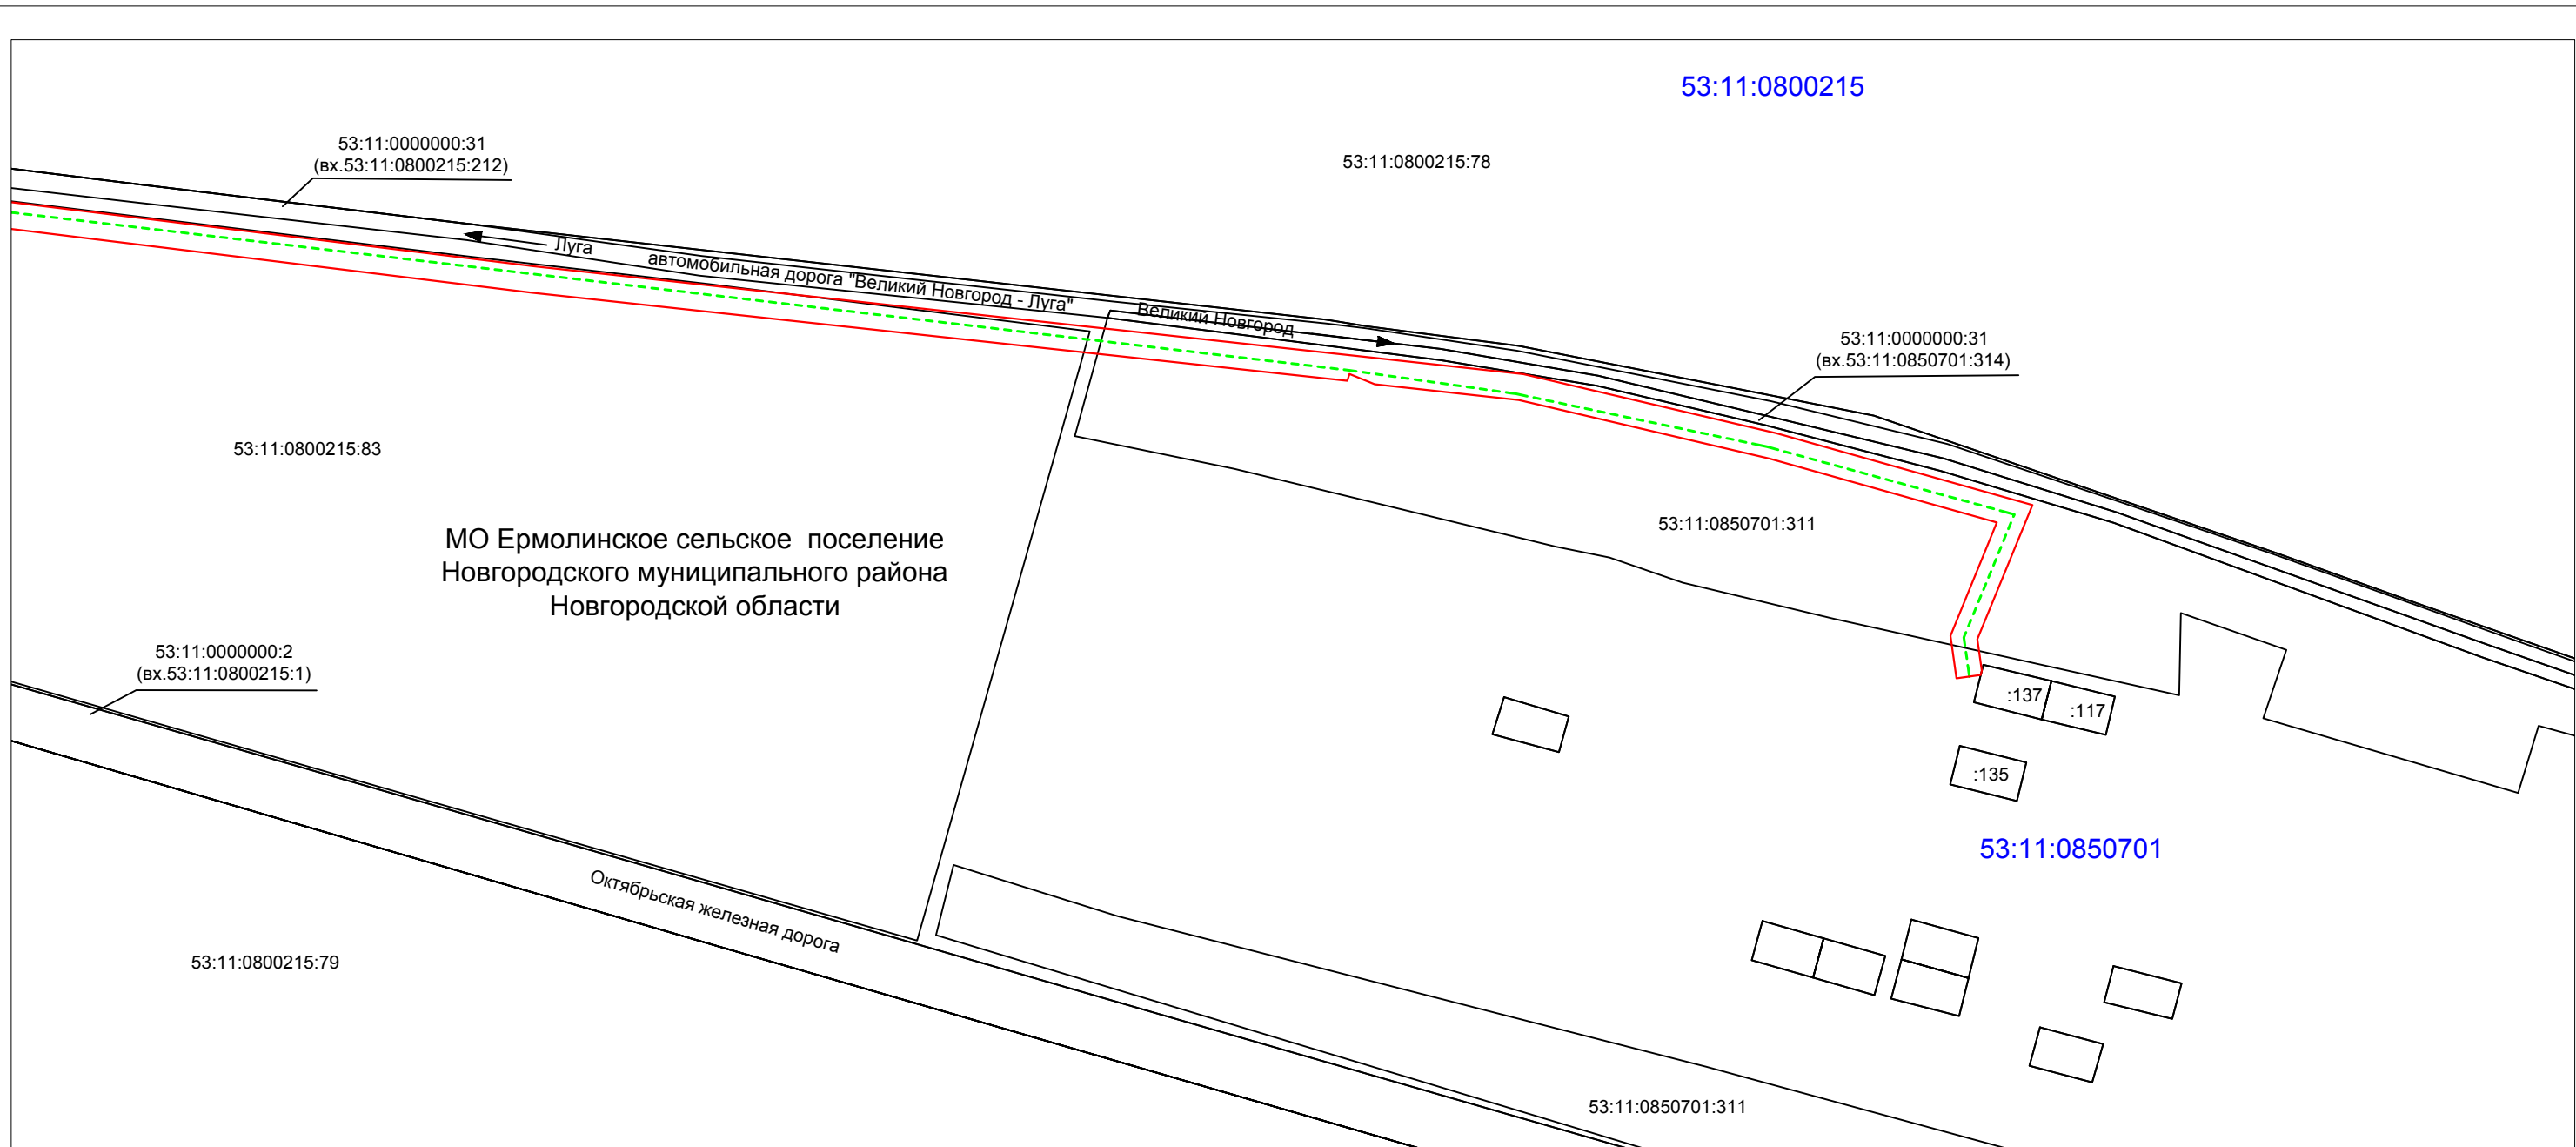 53:11:0800215
53:11:0000000:31
(вх.53:11:0800215:212)
53:11:0800215:78
Луга
автомобильная дорога "Великий Новгород - Луга"
Великий Новгород
53:11:0000000:31
(вх.53:11:0850701:314)
53:11:0800215:83
53:11:0850701:311
МО Ермолинское сельское  поселение
Новгородского муниципального района
Новгородской области
53:11:0000000:2
(вх.53:11:0800215:1)
:137
:117
:135
53:11:0850701
Октябрьская железная дорога
53:11:0800215:79
53:11:0850701:311